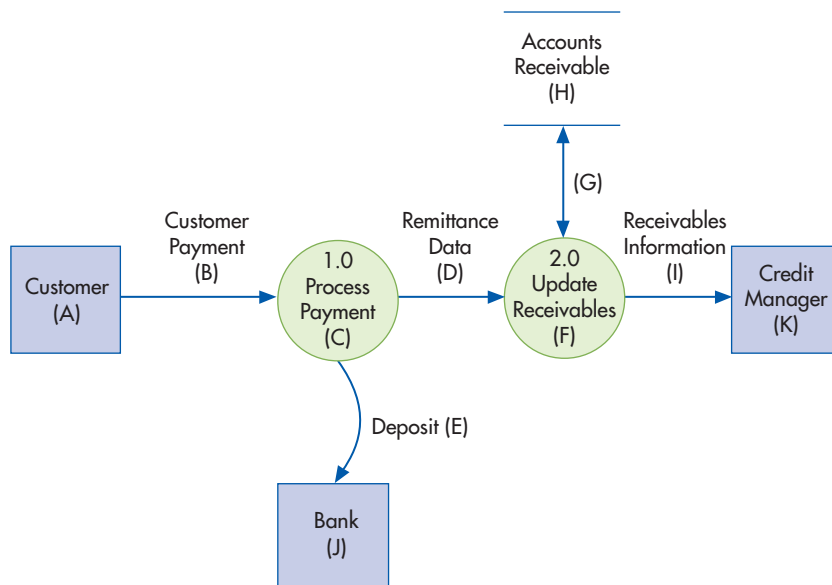 Accounts
Receivable
(H)
(G)
Customer
Payment
(B)
Remittance
Data
(D)
Receivables
Information
(I)
Customer
(A)
1.0
Process
Payment
(C)
2.0
Update
Receivables
(F)
Credit
Manager
(K)
Deposit (E)
Bank
(J)